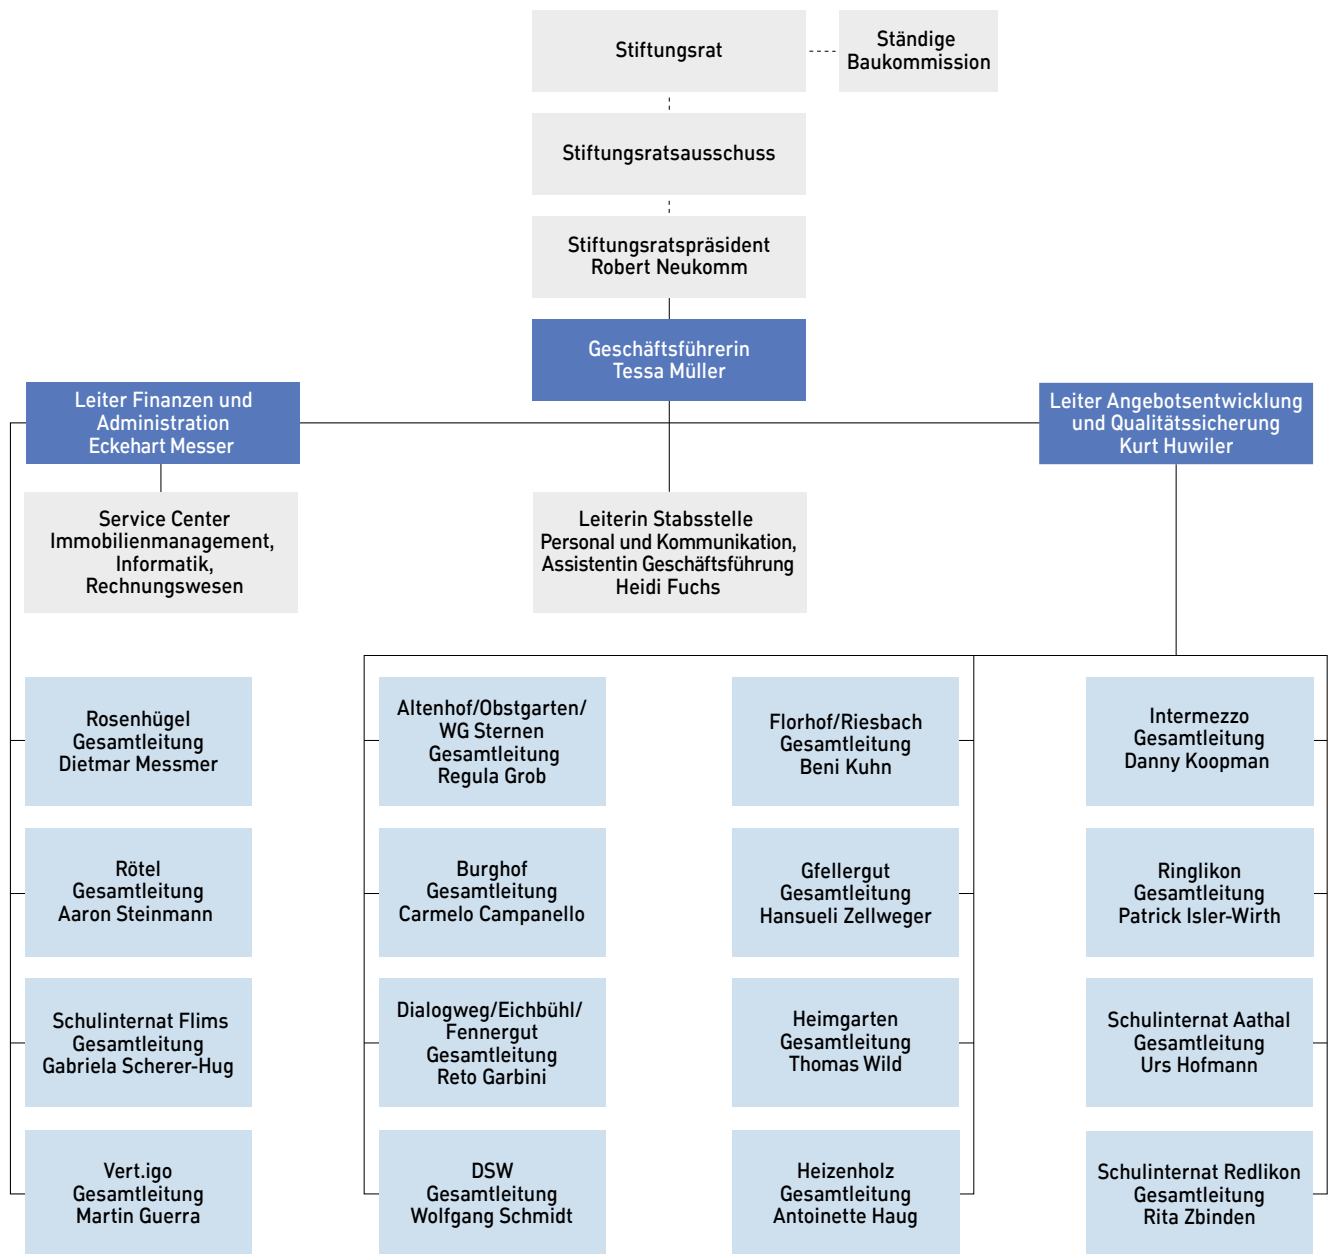 Stiftungsrat
Ständige
Baukommission
Stiftungsratsausschuss
Stiftungsratspräsident
Robert Neukomm
Geschäftsführerin
Tessa Müller
Leiter Finanzen und
Administration
Eckehart Messer
Leiter Angebotsentwicklung
und Qualitätssicherung
Kurt Huwiler
Service Center
Immobilienmanagement,
Informatik,
Rechnungswesen
Leiterin Stabsstelle
Personal und Kommunikation,
Assistentin Geschäftsführung
Heidi Fuchs
Rosenhügel
Gesamtleitung
Dietmar Messmer
Altenhof/Obstgarten/
WG Sternen
Gesamtleitung
Regula Grob
Florhof/Riesbach
Gesamtleitung
Beni Kuhn
Intermezzo
Gesamtleitung
Danny Koopman
Rötel
Gesamtleitung
Aaron Steinmann
Burghof
Gesamtleitung
Carmelo Campanello
Gfellergut
Gesamtleitung
Hansueli Zellweger
Ringlikon
Gesamtleitung
Patrick Isler-Wirth
Schulinternat Flims
Gesamtleitung
Gabriela Scherer-Hug
Dialogweg/Eichbühl/
Fennergut
Gesamtleitung
Reto Garbini
Heimgarten
Gesamtleitung
Thomas Wild
Schulinternat Aathal
Gesamtleitung
Urs Hofmann
Vert.igo
Gesamtleitung
Martin Guerra
DSW
Gesamtleitung
Wolfgang Schmidt
Heizenholz
Gesamtleitung
Antoinette Haug
Schulinternat Redlikon
Gesamtleitung
Rita Zbinden